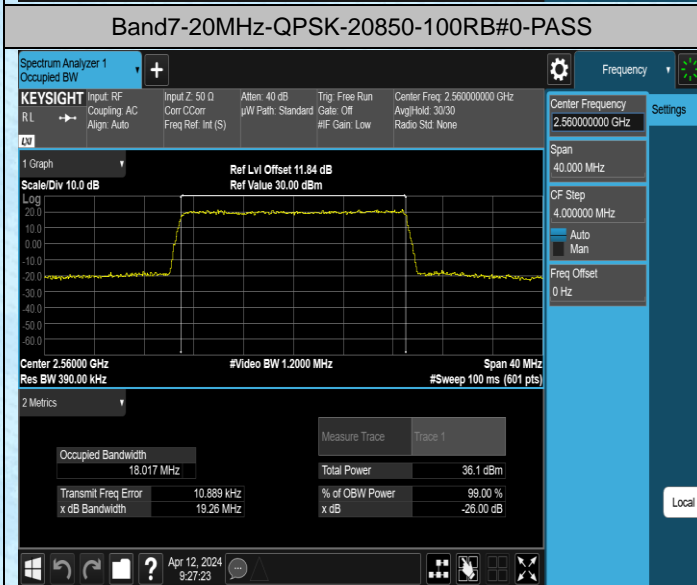 Band7-20MHz-QPSK-20850-100RB#0-PASS
Spectrum Analyzer 1
Occupied BW
Frequency
KEYSIGHT
RL
LXI
Input: RF
Coupling: AC
Align: Auto
Input Z: 50 Ω
Corr CCorr
Freq Ref: Int (S)
Atten: 40 dB
µW Path: Standard
Trig: Free Run
Gate: Off
#IF Gain: Low
Center Freq: 2.560000000 GHz
Avg|Hold: 30/30
Radio Std: None
Center Frequency
2.560000000 GHz
Settings
Span
40.000 MHz
CF Step
4.000000 MHz
Auto
Man
Freq Offset
0 Hz
1 Graph
Scale/Div 10.0 dB
Ref Lvl Offset 11.84 dB
Ref Value 30.00 dBm
Log
20.0
10.0
0.00
-10.0
-20.0
-30.0
-40.0
-50.0
-60.0
Center 2.56000 GHz
Res BW 390.00 kHz
#Video BW 1.2000 MHz
Span 40 MHz
#Sweep 100 ms (601 pts)
2 Metrics
Measure Trace
Trace 1
Occupied Bandwidth
18.017 MHz
Total Power
36.1 dBm
Transmit Freq Error
10.889 kHz
% of OBW Power
99.00 %
x dB Bandwidth
19.26 MHz
x dB
-26.00 dB
Local
Apr 12, 2024
9:27:23